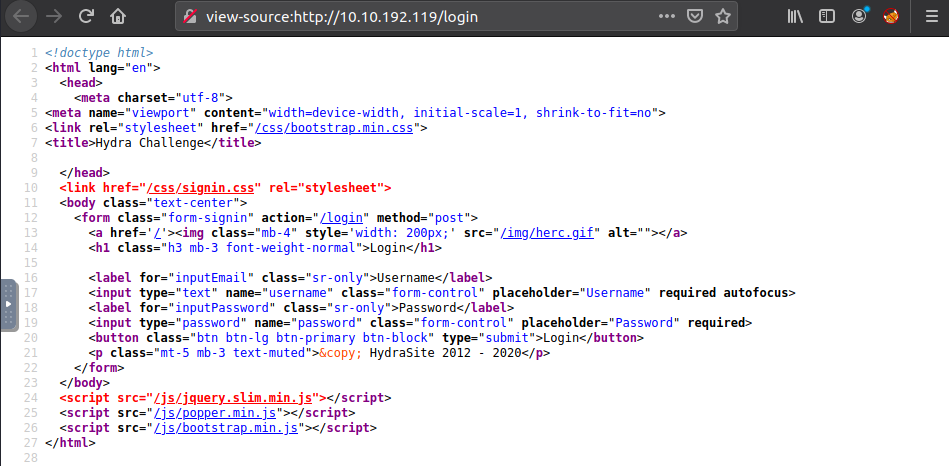 view-source:http://10.10.192.119/login
1 <!doctype html>
2 <html lang="en">
3   <head>
4     <meta charset="utf-8">
5 <meta name="viewport" content="width=device-width, initial-scale=1, shrink-to-fit=no">
6 <link rel="stylesheet" href="/css/bootstrap.min.css">
7 <title>Hydra Challenge</title>
8
9   </head>
10   <link href="/css/signin.css" rel="stylesheet">
11   <body class="text-center">
12     <form class="form-signin" action="/login" method="post">
13       <a href='/'><img class="mb-4" style='width: 200px;' src="/img/herc.gif" alt=""></a>
14       <h1 class="h3 mb-3 font-weight-normal">Login</h1>
15
16       <label for="inputEmail" class="sr-only">Username</label>
17       <input type="text" name="username" class="form-control" placeholder="Username" required autofocus>
18       <label for="inputPassword" class="sr-only">Password</label>
19       <input type="password" name="password" class="form-control" placeholder="Password" required>
20       <button class="btn btn-lg btn-primary btn-block" type="submit">Login</button>
21       <p class="mt-5 mb-3 text-muted">&copy; HydraSite 2012 - 2020</p>
22     </form>
23   </body>
24   <script src="/js/jquery.slim.min.js"></script>
25   <script src="/js/popper.min.js"></script>
26   <script src="/js/bootstrap.min.js"></script>
27 </html>
28